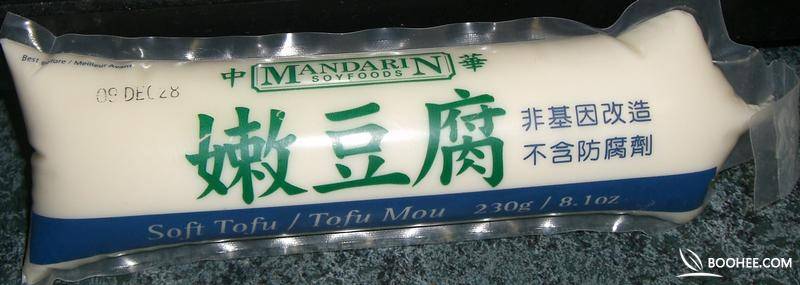 Best Before / Meilleur Avant
09 DEC 28
中 MANDARIN 華
SOYFOODS
嫩豆腐
非基因改造
不含防腐劑
Soft Tofu / Tofu Mou 230g / 8.1oz
BOOHEE.COM